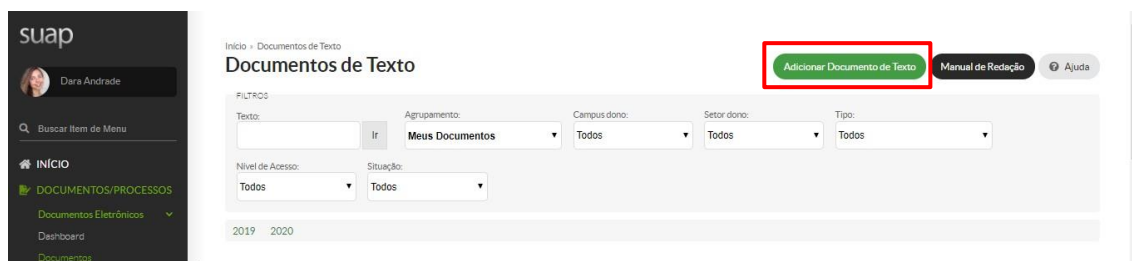 suap
Dara Andrade
Buscar Item de Menu
INÍCIO
DOCUMENTOS/PROCESSOS
Documentos Eletrônicos
Dashboard
Documentos
Início » Documentos de Texto
Documentos de Texto
Adicionar Documento de Texto
Manual de Redação
Ajuda
FILTROS
Texto:
Ir
Agrupamento:
Meus Documentos
Campus dono:
Todos
Setor dono:
Todos
Tipo:
Todos
Nível de Acesso:
Todos
Situação:
Todos
2019 2020